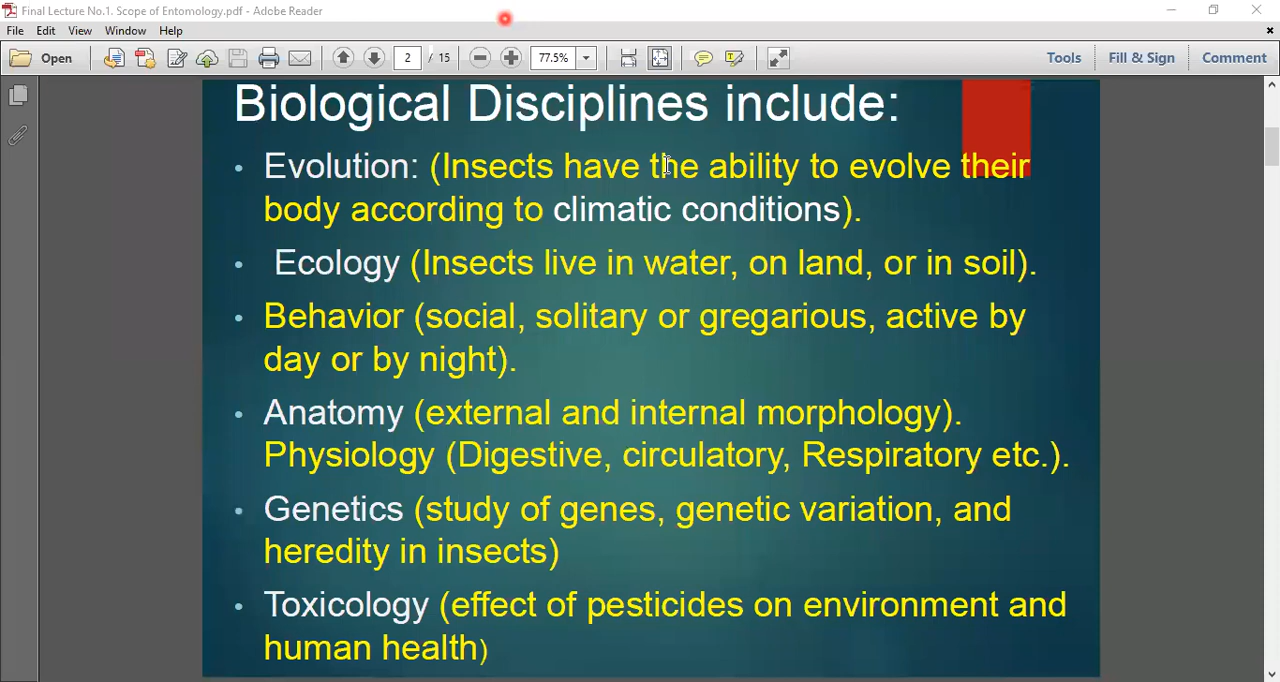 Final Lecture No.1. Scope of Entomology.pdf - Adobe Reader
File Edit View Window Help
Open 2 / 15 77.5% Tools Fill & Sign Comment
Biological Disciplines include:
• Evolution: (Insects have the ability to evolve their
body according to climatic conditions).
• Ecology (Insects live in water, on land, or in soil).
• Behavior (social, solitary or gregarious, active by
day or by night).
• Anatomy (external and internal morphology).
Physiology (Digestive, circulatory, Respiratory etc.).
• Genetics (study of genes, genetic variation, and
heredity in insects)
• Toxicology (effect of pesticides on environment and
human health)